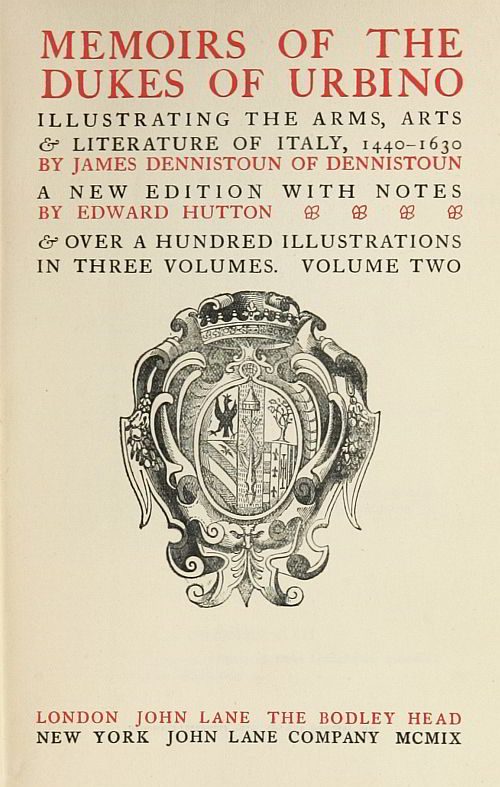 MEMOIRS OF THE
DUKES OF URBINO
ILLUSTRATING THE ARMS, ARTS
& LITERATURE OF ITALY, 1440-1630
BY JAMES DENNISTOUN OF DENNISTOUN
A NEW EDITION WITH NOTES
BY EDWARD HUTTON
& OVER A HUNDRED ILLUSTRATIONS
IN THREE VOLUMES. VOLUME TWO
LONDON JOHN LANE THE BODLEY HEAD
NEW YORK JOHN LANE COMPANY MCMIX